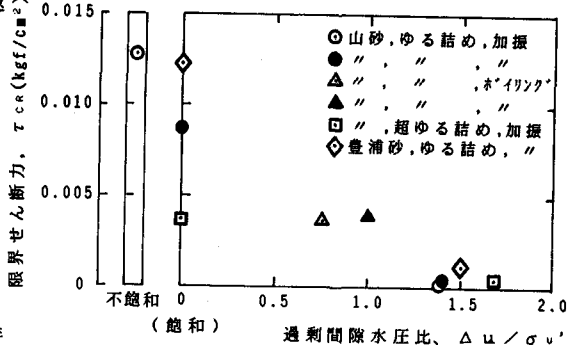 限界せん断力, τCR(kgf/cm²)
0.015
0.010
0.005
0
山砂,ゆる詰め,加振
〃, 〃 , 〃
〃, 〃 ,ボイリング
〃, 〃 , 〃
〃,超ゆる詰め,加振
豊浦砂,ゆる詰め, 〃
不飽和
0
0.5
1.0
1.5
2.0
(飽和)
過剰間隙水圧比、Δu/σv'